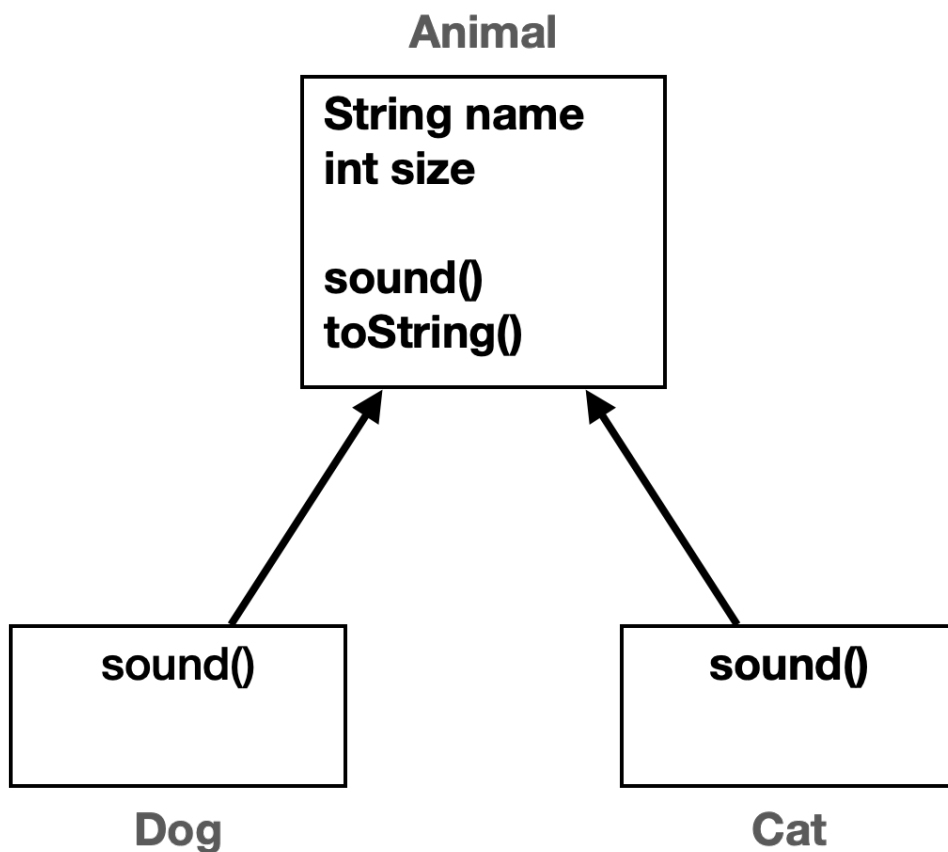 Animal
String name
int size
sound()
toString()
sound()
sound()
Dog
Cat